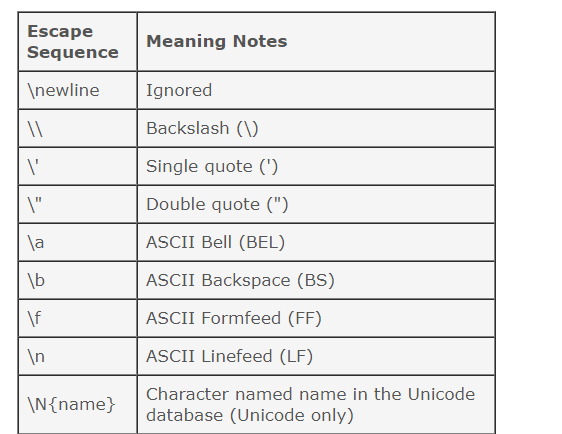 Escape Sequence Meaning Notes
\newline Ignored
\\ Backslash (\)
\' Single quote (')
\" Double quote (")
\a ASCII Bell (BEL)
\b ASCII Backspace (BS)
\f ASCII Formfeed (FF)
\n ASCII Linefeed (LF)
\N{name} Character named name in the Unicode
database (Unicode only)